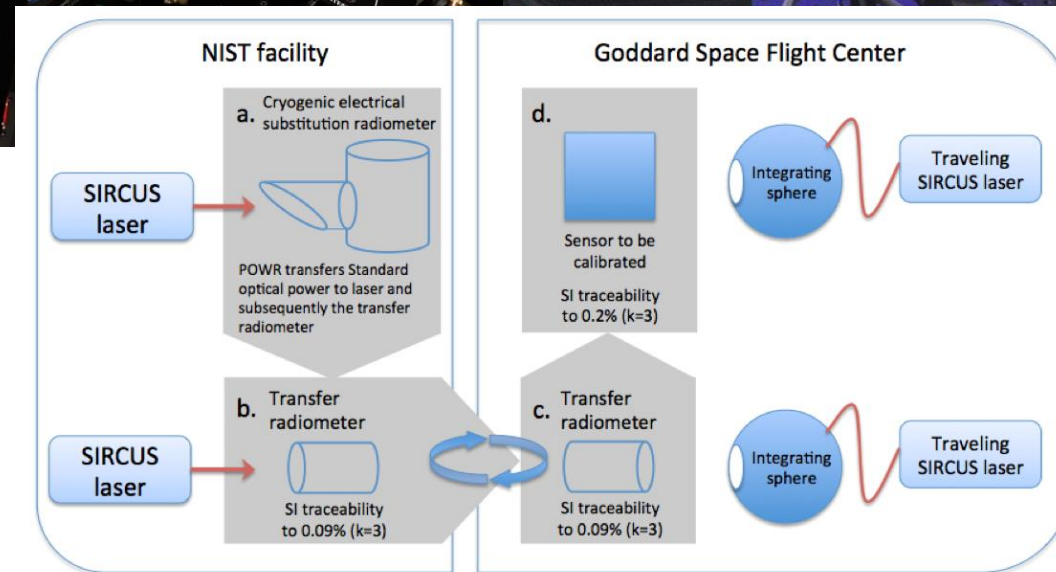 NIST facility
SIRCUS
laser
a.
Cryogenic electrical
substitution radiometer
POWR transfers Standard
optical power to laser and
subsequently the transfer
radiometer
SIRCUS
laser
b.
Transfer
radiometer
SI traceability
to 0.09% (k=3)
Goddard Space Flight Center
d.
Sensor to be
calibrated
SI traceability
to 0.2% (k=3)
Integrating
sphere
Traveling
SIRCUS laser
c.
Transfer
radiometer
SI traceability
to 0.09% (k=3)
Integrating
sphere
Traveling
SIRCUS laser